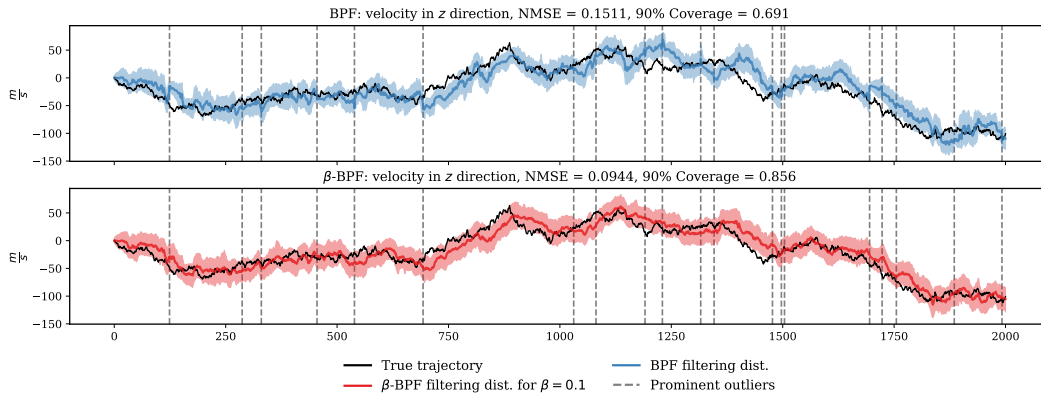 BPF: velocity in z direction, NMSE = 0.1511, 90% Coverage = 0.691
50
0
−50
−100
−150
m
s
β-BPF: velocity in z direction, NMSE = 0.0944, 90% Coverage = 0.856
50
0
−50
−100
−150
m
s
0 250 500 750 1000 1250 1500 1750 2000
True trajectory BPF filtering dist.
β-BPF filtering dist. for β = 0.1 Prominent outliers